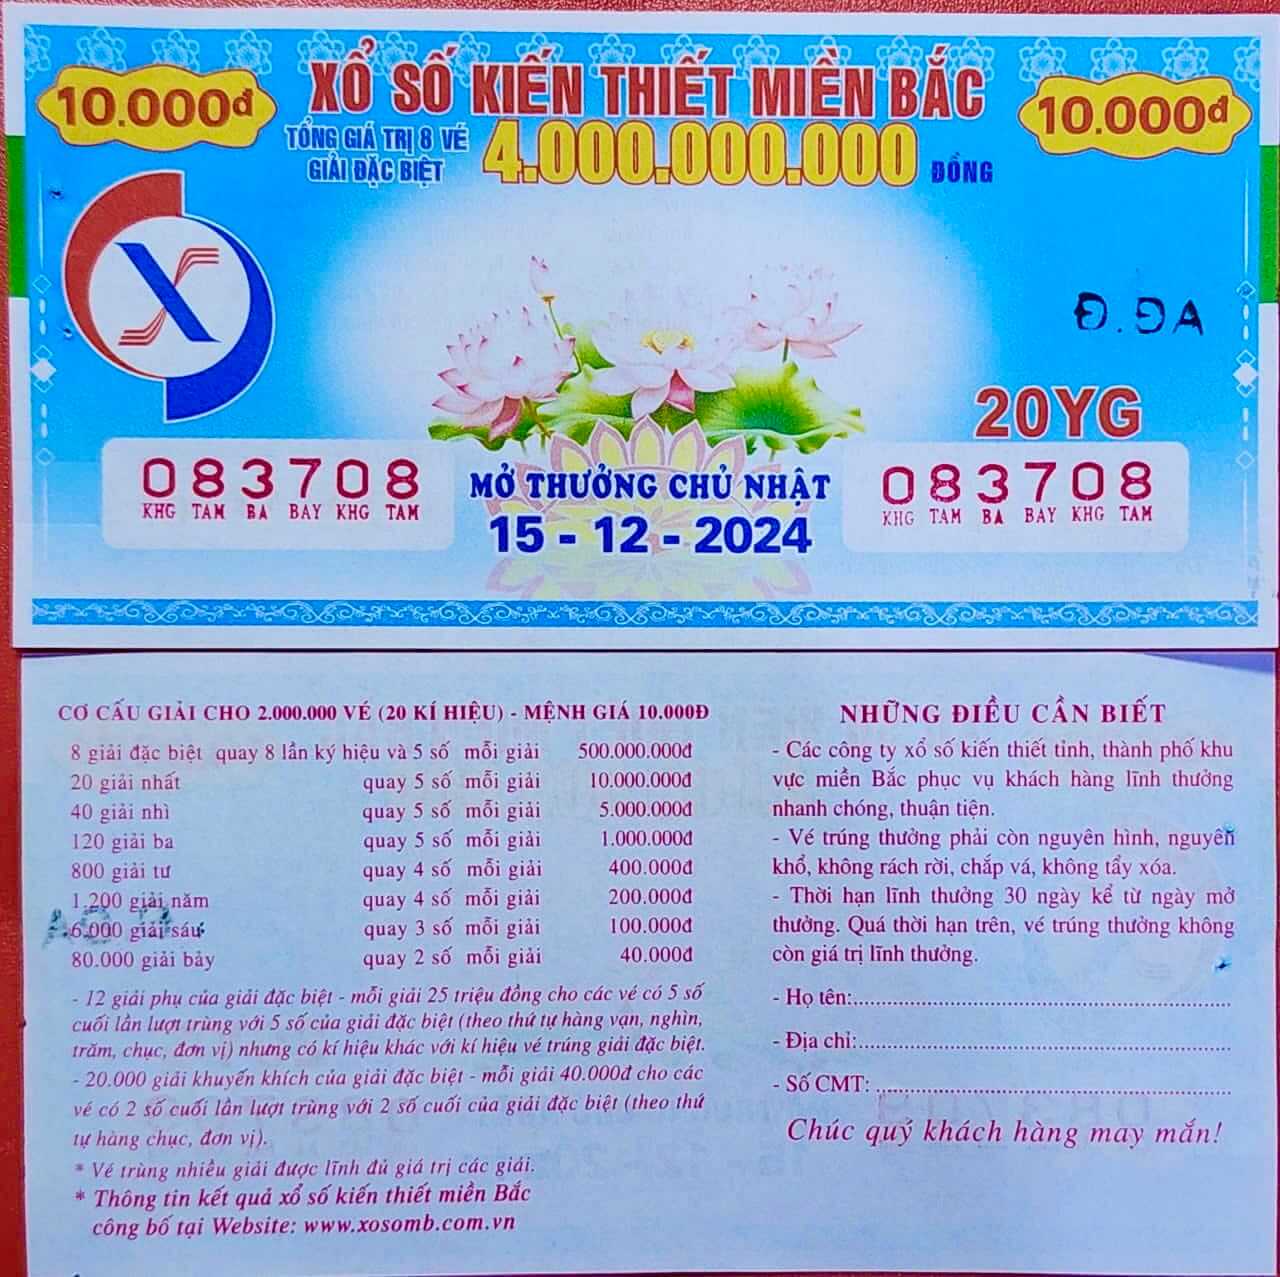 XỔ SỐ KIẾN THIẾT MIỀN BẮC
10.000đ
10.000đ
TỔNG GIÁ TRỊ 8 VÉ
GIẢI ĐẶC BIỆT
4.000.000.000 ĐỒNG
X
Đ.ĐA
20YG
083708
KHG TAM BA BAY KHG TAM
MỞ THƯỞNG CHỦ NHẬT
15 - 12 - 2024
083708
KHG TAM BA BAY KHG TAM
CƠ CẤU GIẢI CHO 2.000.000 VÉ (20 KÍ HIỆU) - MỆNH GIÁ 10.000Đ
8 giải đặc biệt quay 8 lần ký hiệu và 5 số mỗi giải 500.000.000đ
20 giải nhất quay 5 số mỗi giải 10.000.000đ
40 giải nhì quay 5 số mỗi giải 5.000.000đ
120 giải ba quay 5 số mỗi giải 1.000.000đ
800 giải tư quay 4 số mỗi giải 400.000đ
1.200 giải năm quay 4 số mỗi giải 200.000đ
6.000 giải sáu quay 3 số mỗi giải 100.000đ
80.000 giải bảy quay 2 số mỗi giải 40.000đ
- 12 giải phụ của giải đặc biệt - mỗi giải 25 triệu đồng cho các vé có 5 số
cuối lần lượt trùng với 5 số của giải đặc biệt (theo thứ tự hàng vạn, nghìn,
trăm, chục, đơn vị) nhưng có kí hiệu khác với kí hiệu vé trúng giải đặc biệt.
- 20.000 giải khuyến khích của giải đặc biệt - mỗi giải 40.000đ cho các
vé có 2 số cuối lần lượt trùng với 2 số cuối của giải đặc biệt (theo thứ
tự hàng chục, đơn vị).
* Vé trùng nhiều giải được lĩnh đủ giá trị các giải.
* Thông tin kết quả xổ số kiến thiết miền Bắc
công bố tại Website: www.xosomb.com.vn
NHỮNG ĐIỀU CẦN BIẾT
- Các công ty xổ số kiến thiết tỉnh, thành phố khu
vực miền Bắc phục vụ khách hàng lĩnh thưởng
nhanh chóng, thuận tiện.
- Vé trúng thưởng phải còn nguyên hình, nguyên
khổ, không rách rời, chắp vá, không tẩy xóa.
- Thời hạn lĩnh thưởng 30 ngày kể từ ngày mở
thưởng. Quá thời hạn trên, vé trúng thưởng không
còn giá trị lĩnh thưởng.
- Họ tên:
- Địa chỉ:
- Số CMT:
Chúc quý khách hàng may mắn!